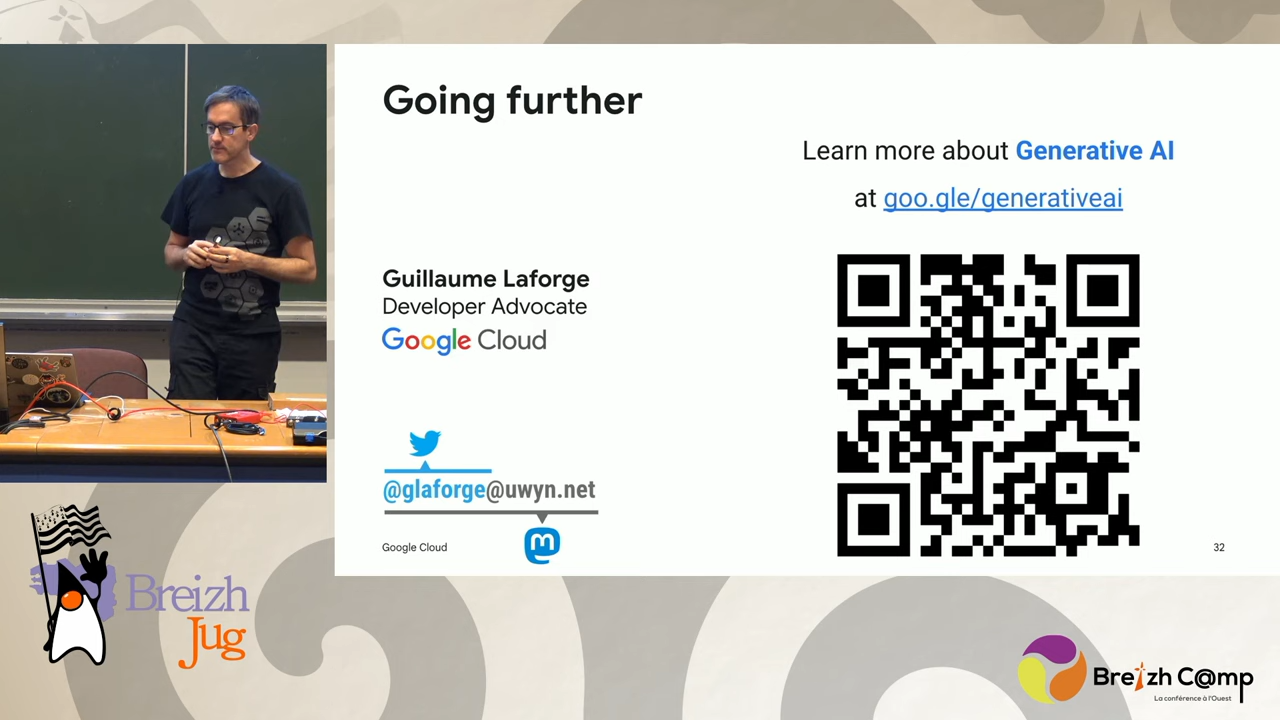 Going further
Learn more about Generative AI
at goo.gle/generativeai
Guillaume Laforge
Developer Advocate
Google Cloud
@glaforge@uwyn.net
Google Cloud
32
Breizh
Jug
Breizh C@mp
La conférence à l'Ouest